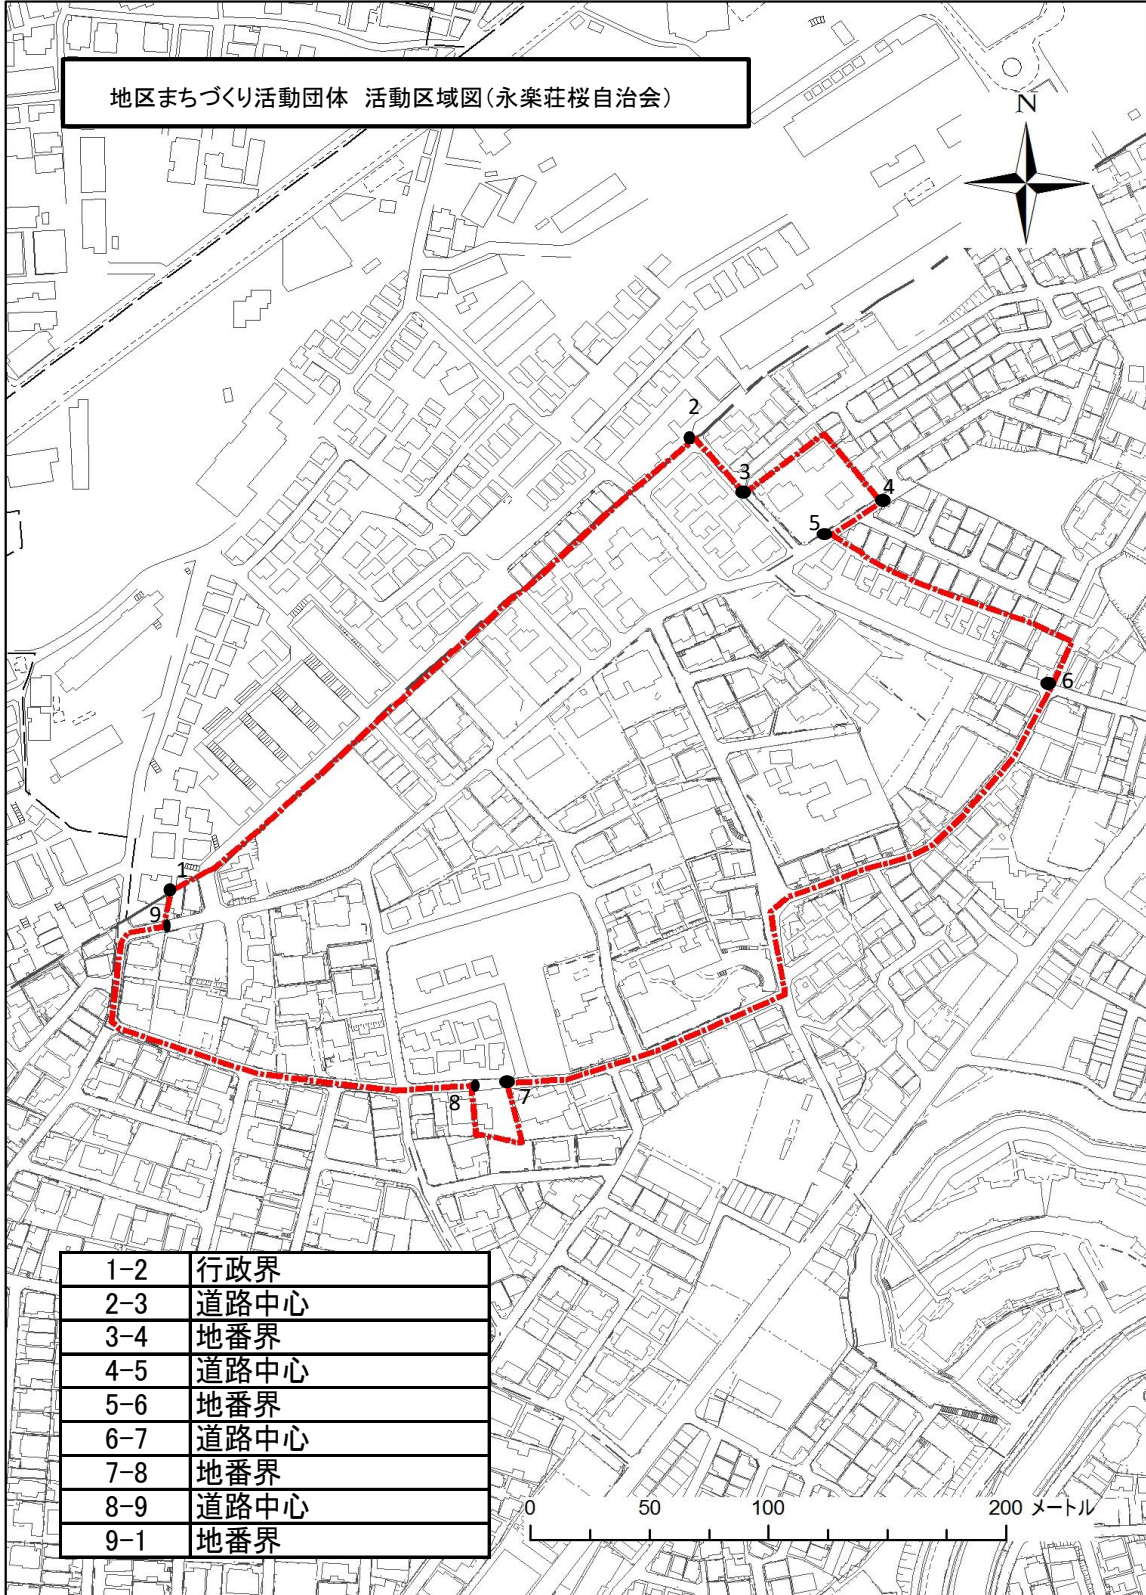 地区まちづくり活動団体 活動区域図(永楽荘桜自治会)
N
2
3
4
5
6
1
9
8
7
1-2 行政界
2-3 道路中心
3-4 地番界
4-5 道路中心
5-6 地番界
6-7 道路中心
7-8 地番界
8-9 道路中心
9-1 地番界
0 50 100 200 メートル